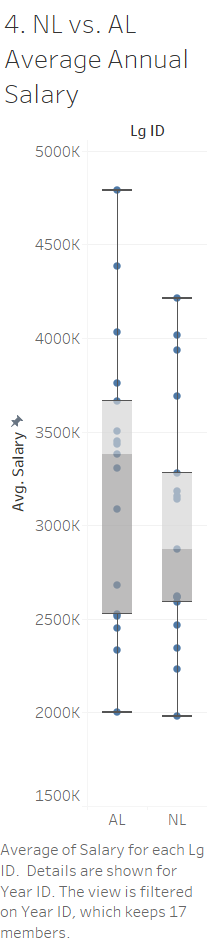 4. NL vs. AL
Average Annual
Salary
Lg ID
5000K
4500K
4000K
3500K
3000K
2500K
2000K
1500K
Avg. Salary
AL NL
Average of Salary for each Lg
ID. Details are shown for
Year ID. The view is filtered
on Year ID, which keeps 17
members.